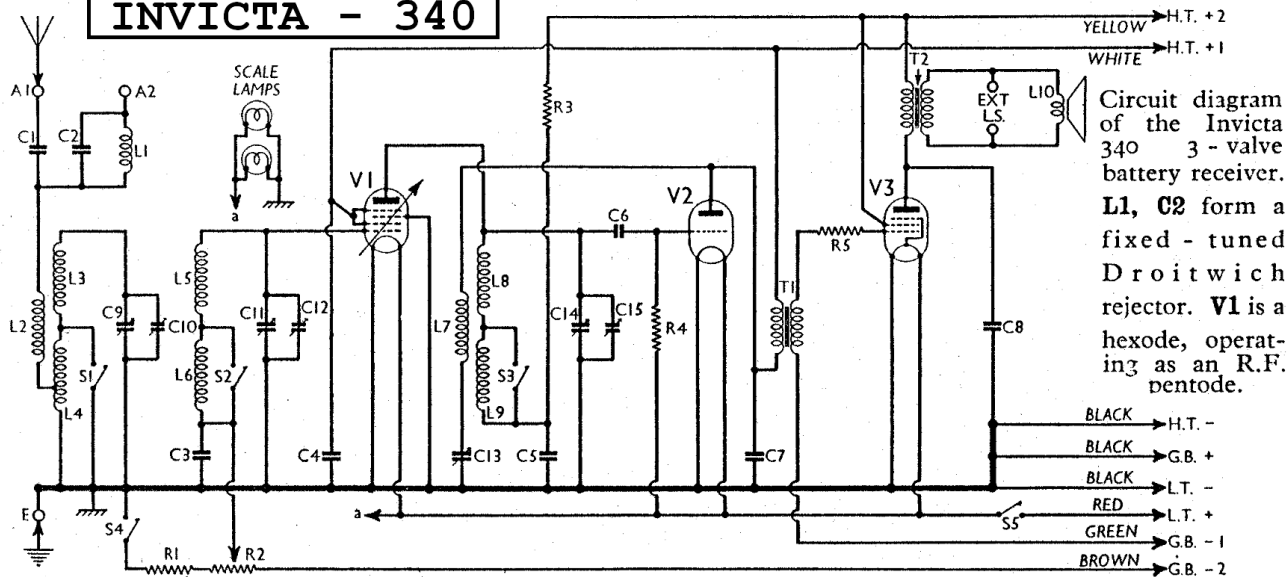 INVICTA - 340
YELLOW
H.T. +2
WHITE
H.T. +1
A1
A2
SCALE
LAMPS
T2
R3
EXT
L.S.
L10
Circuit diagram
of the Invicta
340 3-valve
battery receiver.
L1, C2 form a
fixed-tuned
Droitwich
rejector. V1 is a
hexode, operat-
ing as an R.F.
pentode.
C1
C2
L1
a
V1
V2
V3
C6
R5
L3
L5
L8
C9
C10
C11
C12
C14
C15
L2
L7
T1
R4
C8
S1
L6
S2
S3
L4
L9
C3
C4
C13
C5
C7
BLACK
H.T. -
BLACK
G.B. +
BLACK
L.T. -
E
S4
a
S5
RED
L.T. +
GREEN
G.B. -1
R1
R2
BROWN
G.B. -2